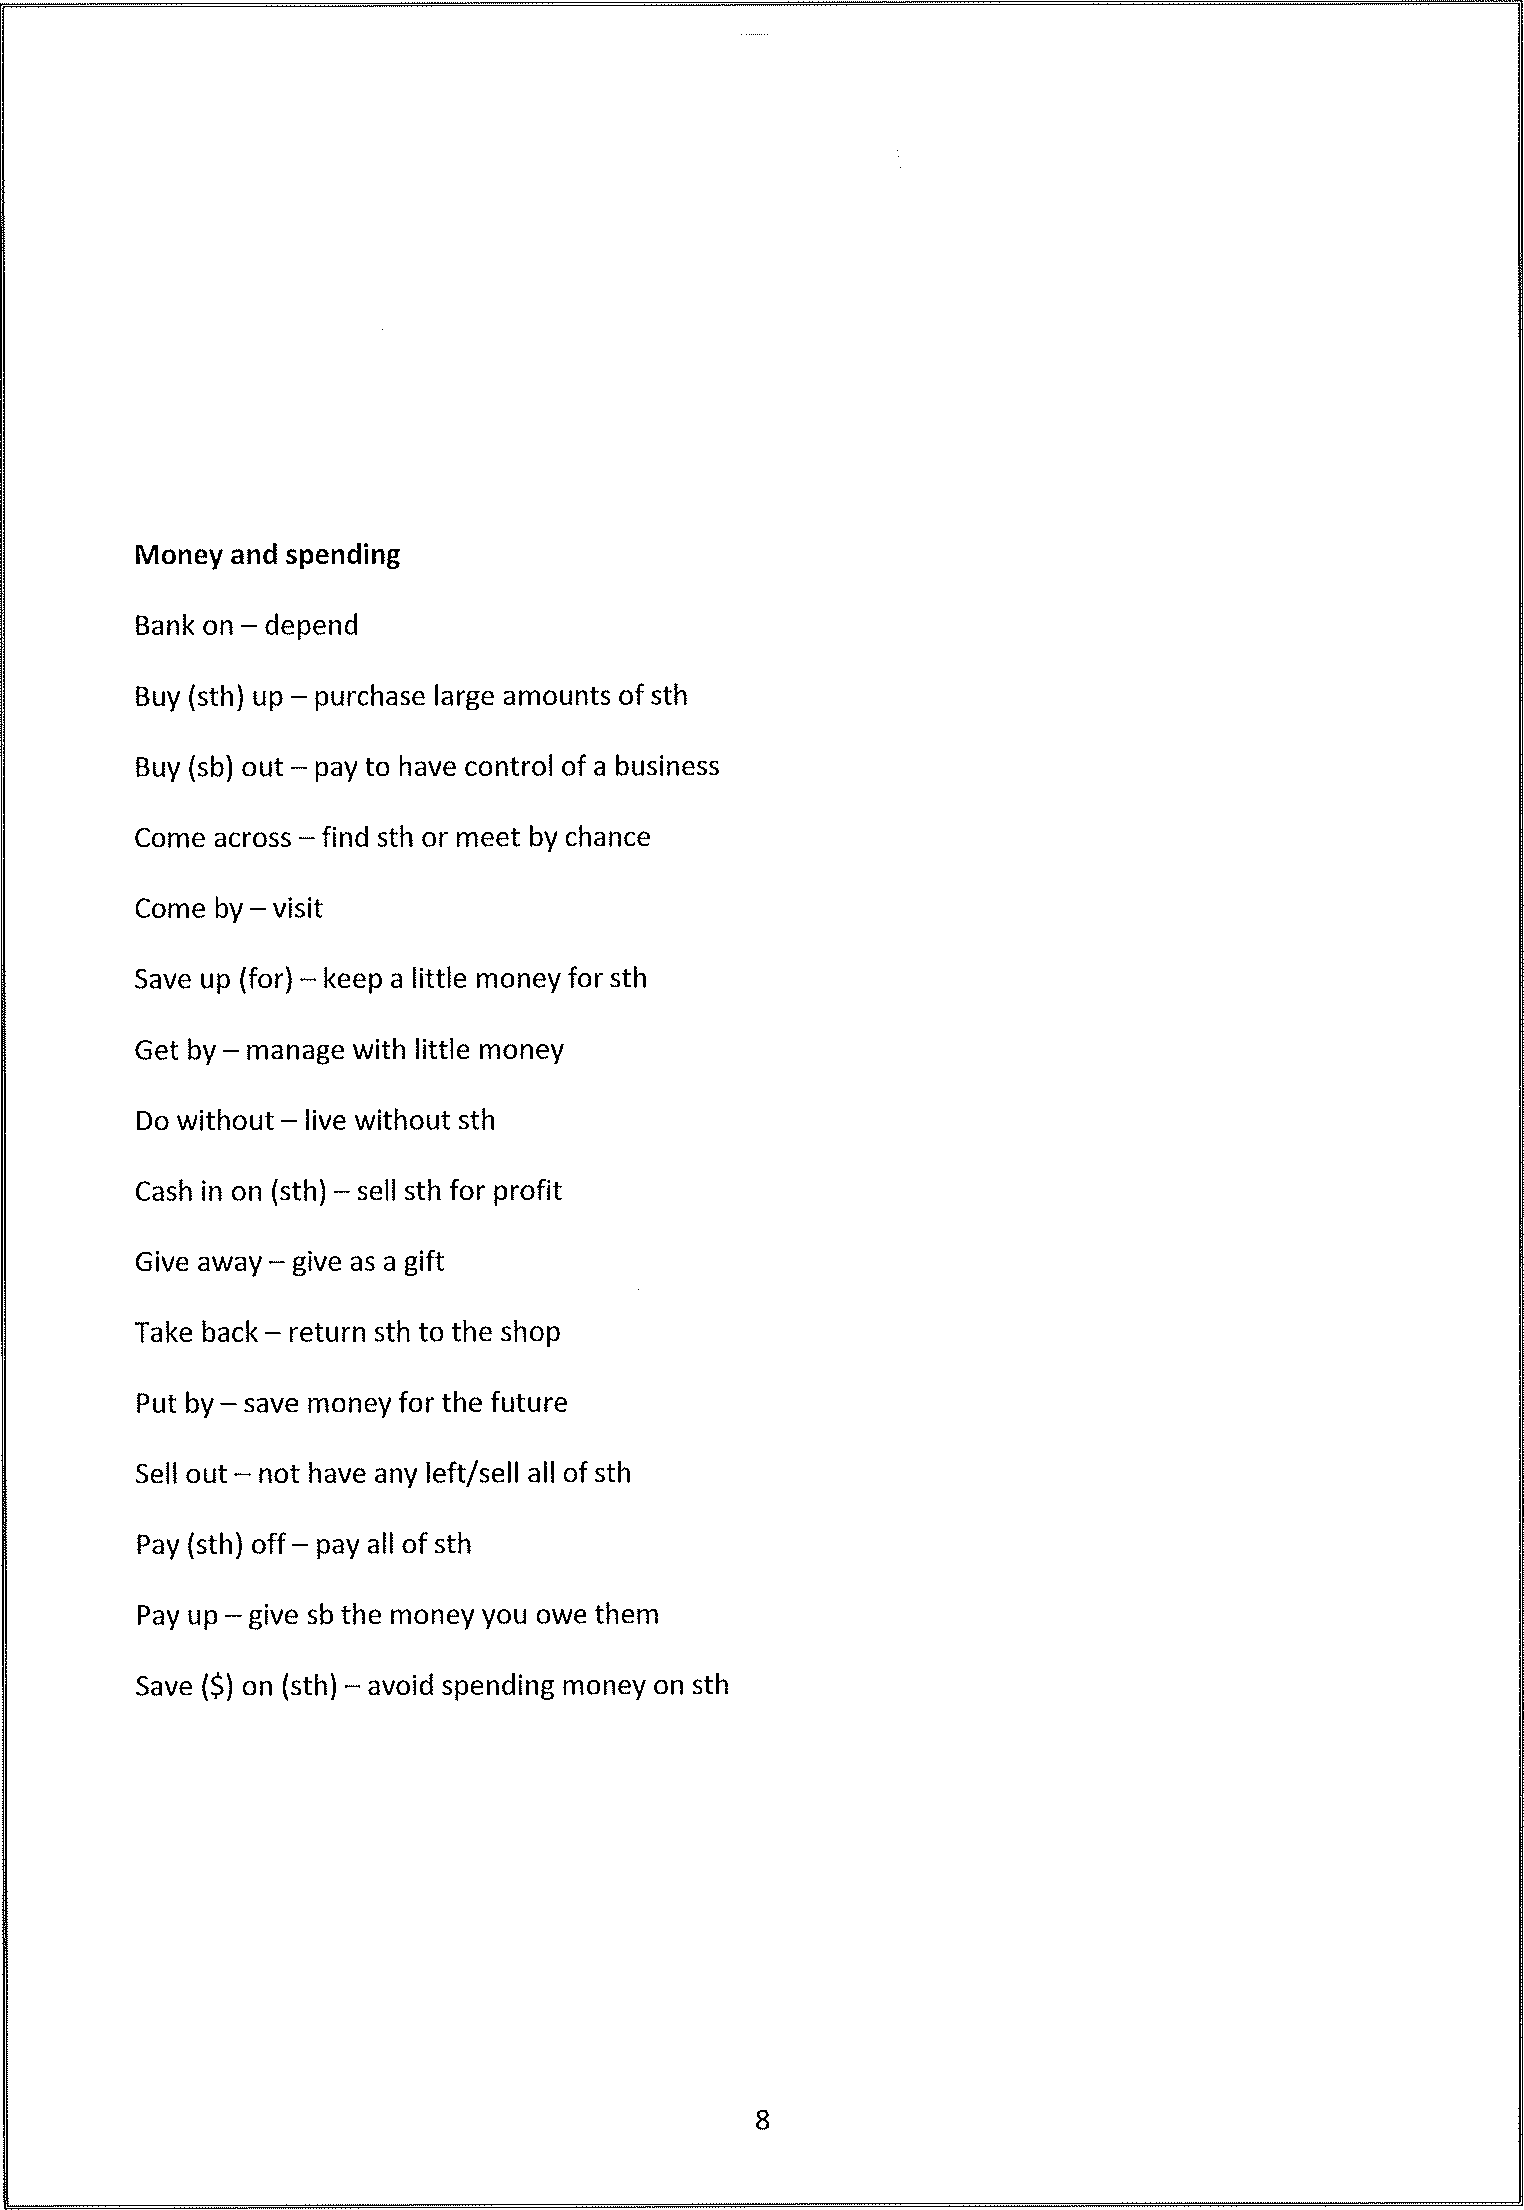 Money and spending
Bank on – depend
Buy (sth) up – purchase large amounts of sth
Buy (sb) out – pay to have control of a business
Come across – find sth or meet by chance
Come by – visit
Save up (for) – keep a little money for sth
Get by – manage with little money
Do without – live without sth
Cash in on (sth) – sell sth for profit
Give away – give as a gift
Take back – return sth to the shop
Put by – save money for the future
Sell out – not have any left/sell all of sth
Pay (sth) off – pay all of sth
Pay up – give sb the money you owe them
Save ($) on (sth) – avoid spending money on sth
8